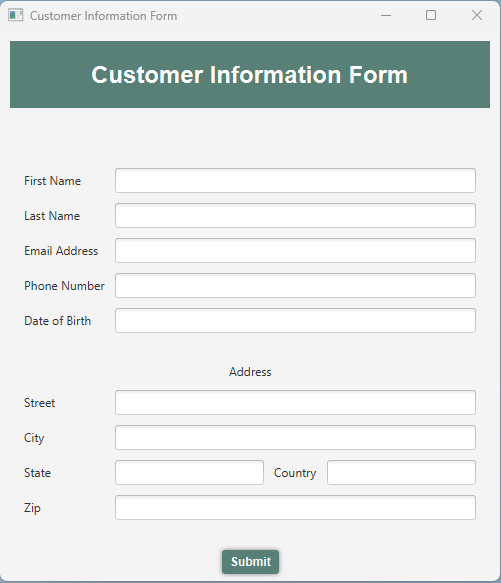 Customer Information Form
Customer Information Form
First Name
Last Name
Email Address
Phone Number
Date of Birth
Address
Street
City
State Country
Zip
Submit